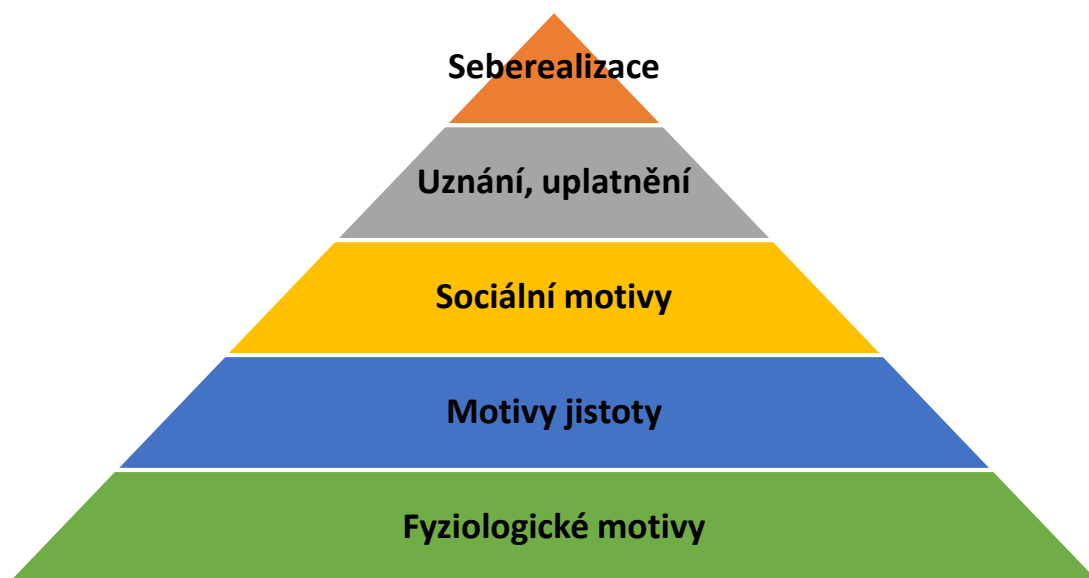 Seberealizace
Uznání, uplatnění
Sociální motivy
Motivy jistoty
Fyziologické motivy